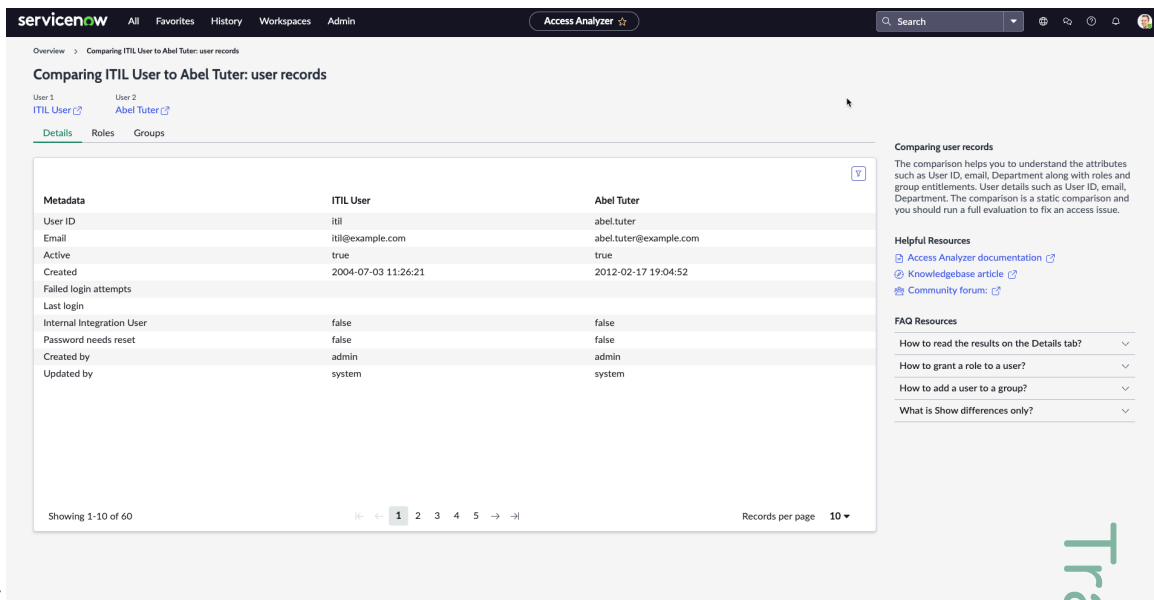 servicenow All Favorites History Workspaces Admin Access Analyzer ☆ Search
Overview > Comparing ITIL User to Abel Tuter: user records
Comparing ITIL User to Abel Tuter: user records
User 1 User 2
ITIL User Abel Tuter
Details Roles Groups
Metadata ITIL User Abel Tuter
User ID itil abel.tuter
Email itil@example.com abel.tuter@example.com
Active true true
Created 2004-07-03 11:26:21 2012-02-17 19:04:52
Failed login attempts
Last login
Internal Integration User false false
Password needs reset false false
Created by admin admin
Updated by system system
Showing 1-10 of 60 1 2 3 4 5 Records per page 10
Comparing user records
The comparison helps you to understand the attributes
such as User ID, email, Department along with roles and
group entitlements. User details such as User ID, email,
Department. The comparison is a static comparison and
you should run a full evaluation to fix an access issue.
Helpful Resources
Access Analyzer documentation
Knowledgebase article
Community forum:
FAQ Resources
How to read the results on the Details tab?
How to grant a role to a user?
How to add a user to a group?
What is Show differences only?